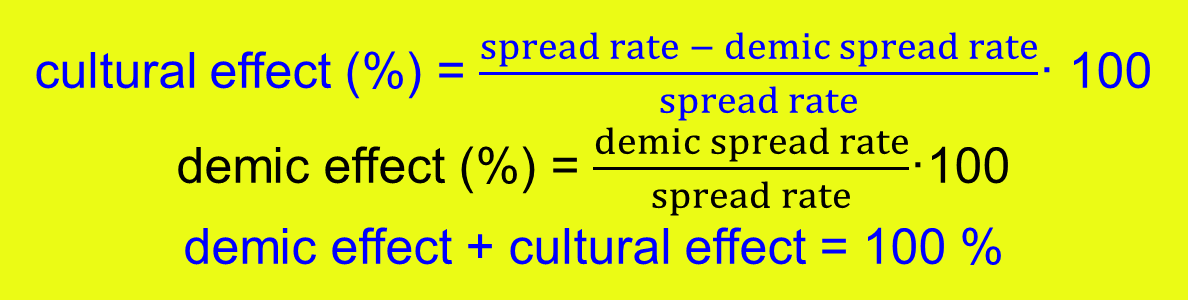 cultural effect (%) = spread rate − demic spread rate / spread rate · 100
demic effect (%) = demic spread rate / spread rate ·100
demic effect + cultural effect = 100 %